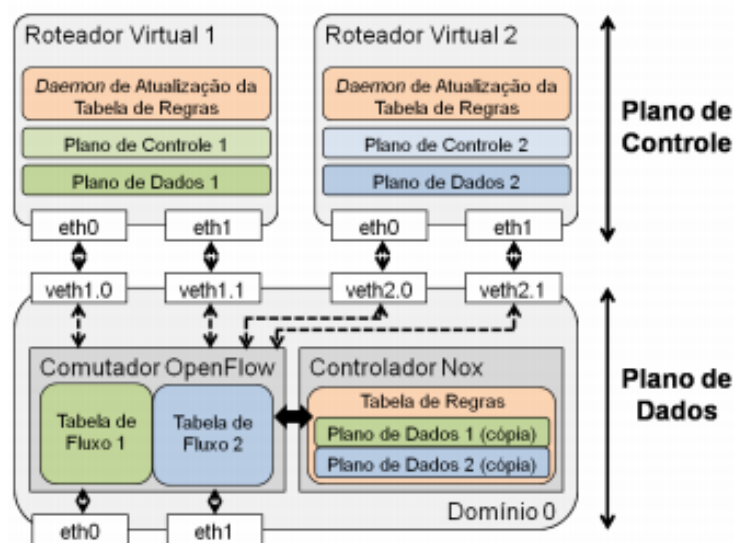 Roteador Virtual 1
Daemon de Atualização da
Tabela de Regras
Plano de Controle 1
Plano de Dados 1
eth0
eth1
Roteador Virtual 2
Daemon de Atualização da
Tabela de Regras
Plano de Controle 2
Plano de Dados 2
eth0
eth1
Plano de
Controle
veth1.0
veth1.1
veth2.0
veth2.1
Comutador OpenFlow
Tabela de
Fluxo 1
Tabela de
Fluxo 2
Controlador Nox
Tabela de Regras
Plano de Dados 1 (cópia)
Plano de Dados 2 (cópia)
Domínio 0
eth0
eth1
Plano de
Dados